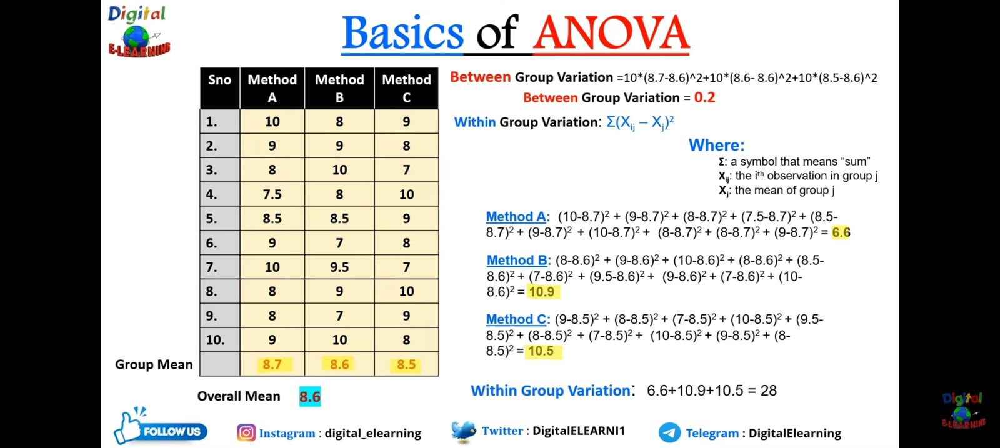 Digital
E-LEARNING
Basics of ANOVA
Sno Method A Method B Method C
1. 10 8 9
2. 9 9 8
3. 8 10 7
4. 7.5 8 10
5. 8.5 8.5 9
6. 9 7 8
7. 10 9.5 7
8. 8 9 10
9. 8 7 9
10. 9 10 8
Group Mean 8.7 8.6 8.5
Overall Mean 8.6
Between Group Variation =10*(8.7-8.6)^2+10*(8.6- 8.6)^2+10*(8.5-8.6)^2
Between Group Variation = 0.2
Within Group Variation: Σ(Xij – Xj)²
Where:
Σ: a symbol that means “sum”
Xij: the ith observation in group j
Xj: the mean of group j
Method A: (10-8.7)² + (9-8.7)² + (8-8.7)² + (7.5-8.7)² + (8.5-
8.7)² + (9-8.7)² + (10-8.7)² + (8-8.7)² + (8-8.7)² + (9-8.7)² = 6.6
Method B: (8-8.6)² + (9-8.6)² + (10-8.6)² + (8-8.6)² + (8.5-
8.6)² + (7-8.6)² + (9.5-8.6)² + (9-8.6)² + (7-8.6)² + (10-
8.6)² = 10.9
Method C: (9-8.5)² + (8-8.5)² + (7-8.5)² + (10-8.5)² + (9.5-
8.5)² + (8-8.5)² + (7-8.5)² + (10-8.5)² + (9-8.5)² + (8-
8.5)² = 10.5
Within Group Variation: 6.6+10.9+10.5 = 28
FOLLOW US
Instagram : digital_elearning
Twitter : DigitalELEARNI1
Telegram : DigitalElearning
Digital
E-LEARNING